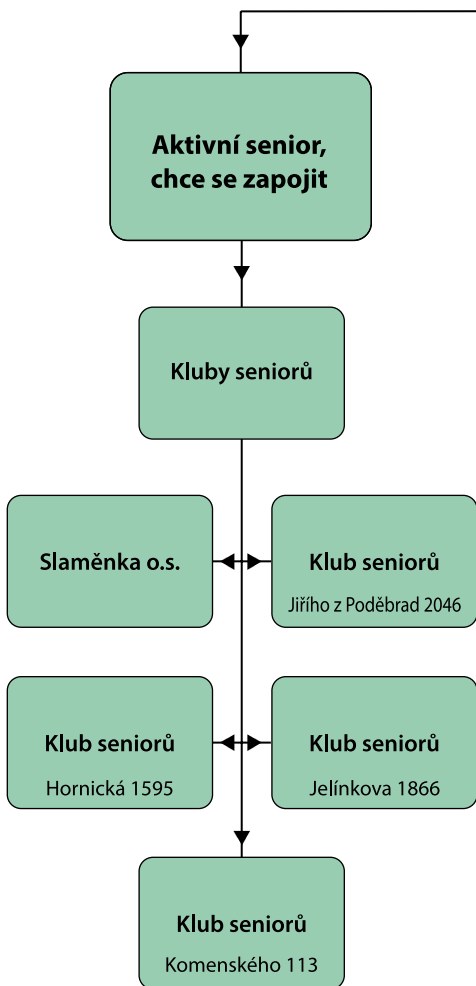 Aktivní senior,
chce se zapojit
Kluby seniorů
Slaměnka o.s.
Klub seniorů
Jiřího z Poděbrad 2046
Klub seniorů
Hornická 1595
Klub seniorů
Jelínkova 1866
Klub seniorů
Komenského 113